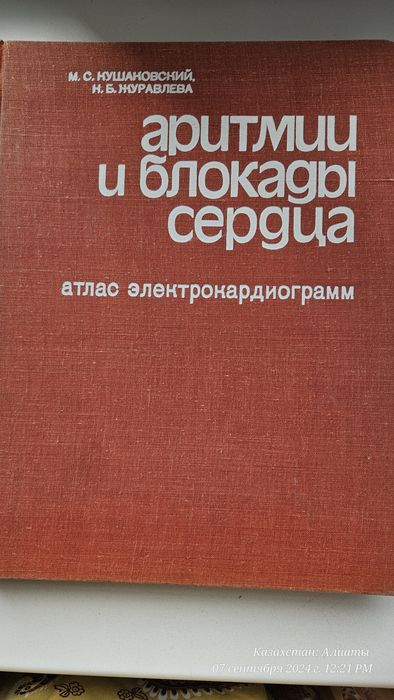 М. С. КУШАКОВСКИЙ,
Н. Б. ЖУРАВЛЕВА
аритмии
и блокады
сердца
атлас электрокардиограмм
Казахстан: Алматы
07 сентября 2024 г. 12:21 PM